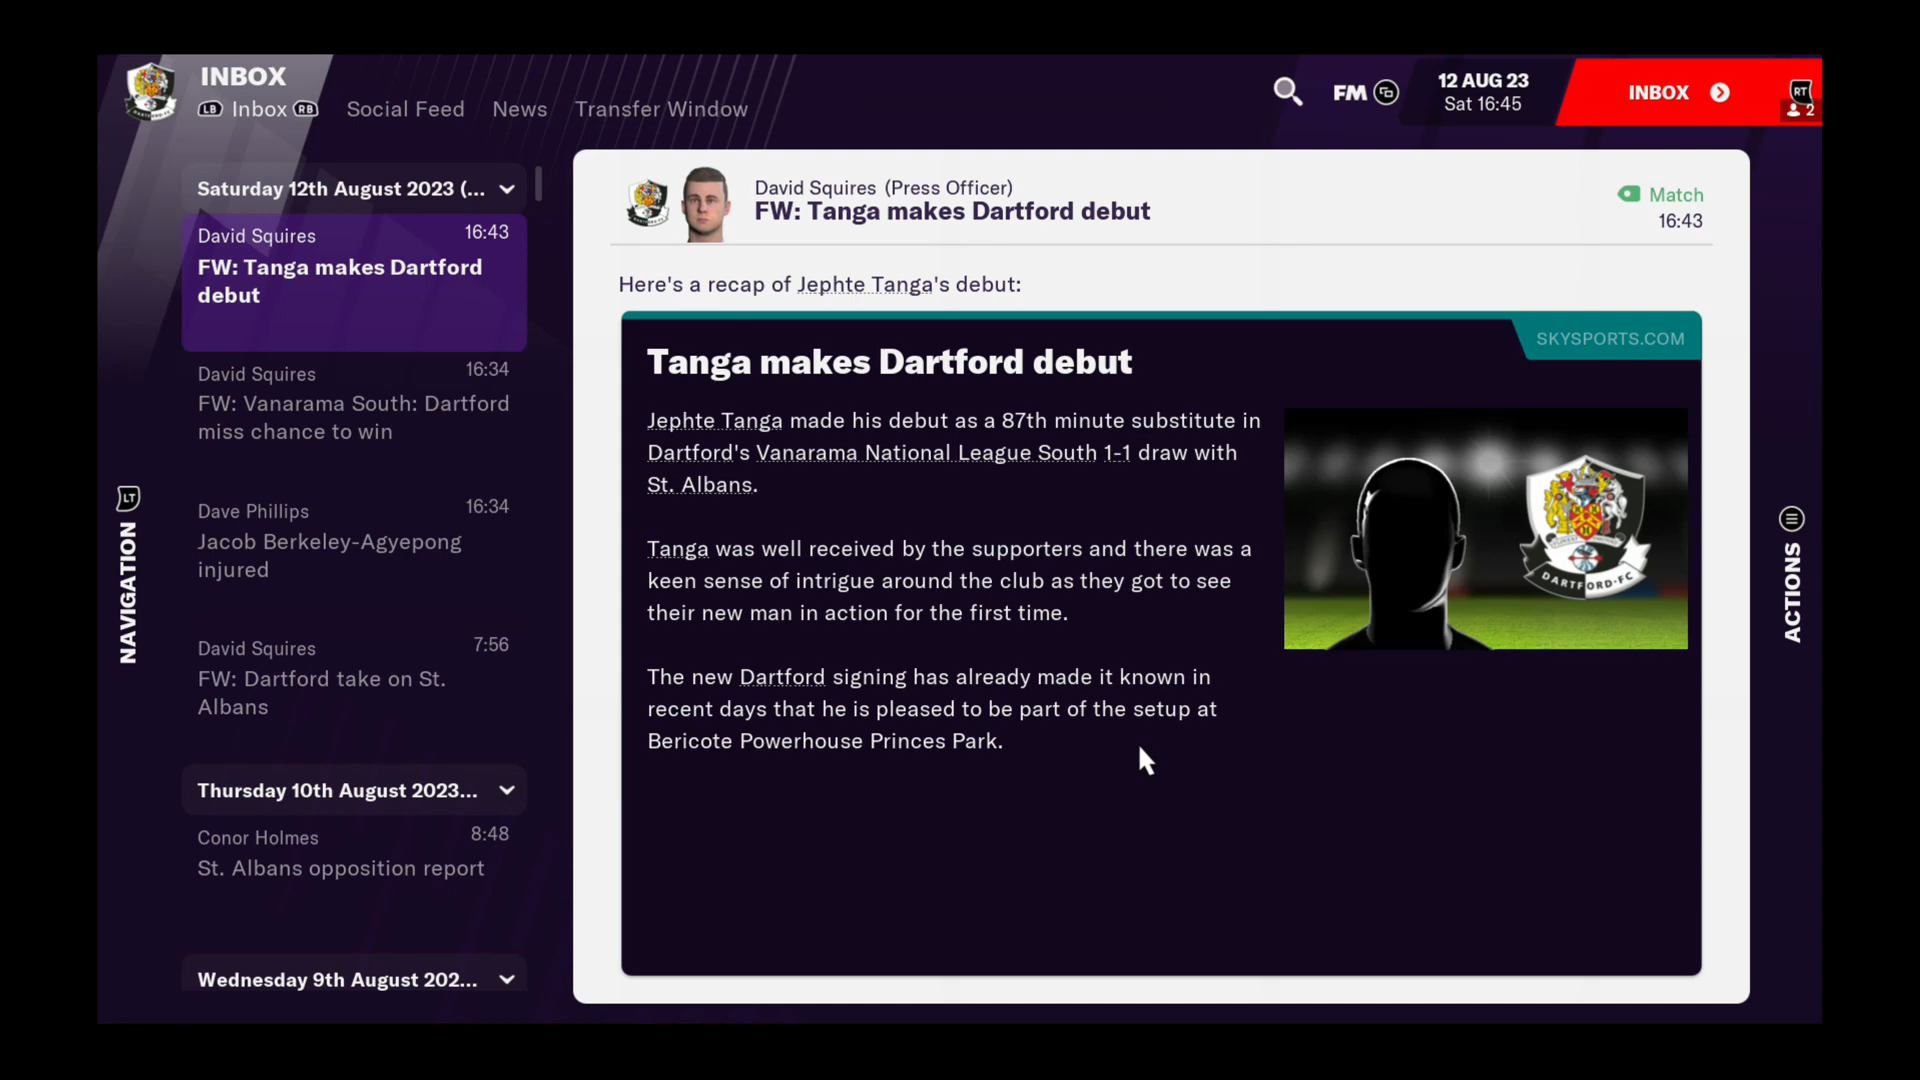 INBOX
LB Inbox RB Social Feed News Transfer Window
FM
12 AUG 23
Sat 16:45
INBOX
RT
2
Saturday 12th August 2023 (...
David Squires 16:43
FW: Tanga makes Dartford
debut
David Squires 16:34
FW: Vanarama South: Dartford
miss chance to win
Dave Phillips 16:34
Jacob Berkeley-Agyepong
injured
David Squires 7:56
FW: Dartford take on St.
Albans
Thursday 10th August 2023...
Conor Holmes 8:48
St. Albans opposition report
Wednesday 9th August 202...
LT
NAVIGATION
David Squires (Press Officer)
FW: Tanga makes Dartford debut
Match
16:43
Here's a recap of Jephte Tanga's debut:
SKYSPORTS.COM
Tanga makes Dartford debut
Jephte Tanga made his debut as a 87th minute substitute in
Dartford's Vanarama National League South 1-1 draw with
St. Albans.
Tanga was well received by the supporters and there was a
keen sense of intrigue around the club as they got to see
their new man in action for the first time.
The new Dartford signing has already made it known in
recent days that he is pleased to be part of the setup at
Bericote Powerhouse Princes Park.
DARTFORD·FC
ACTIONS